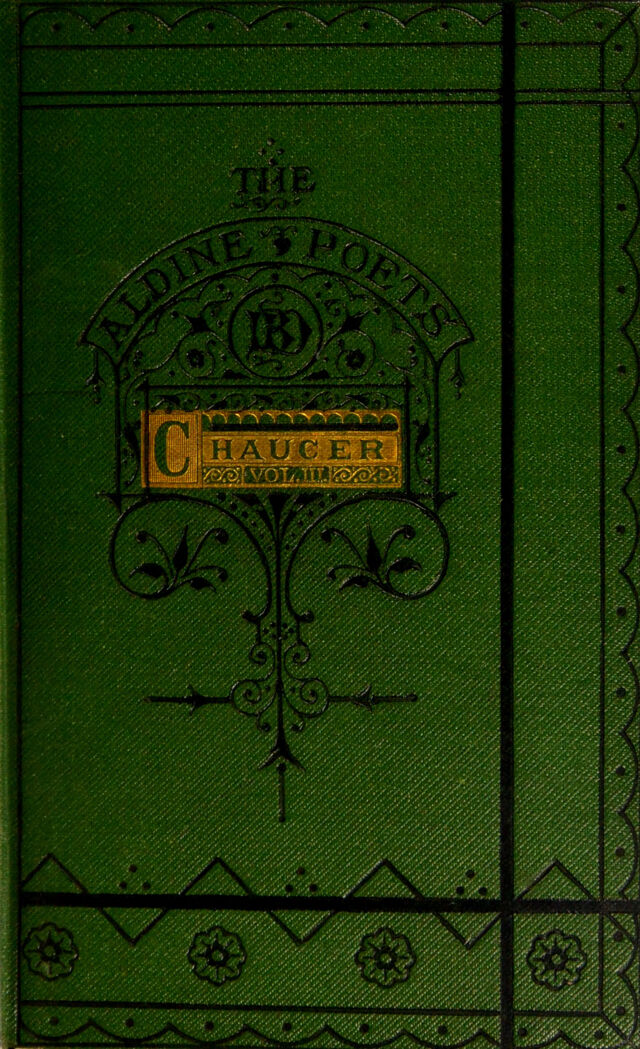 THE
ALDINE POETS
CHAUCER
VOL. III.